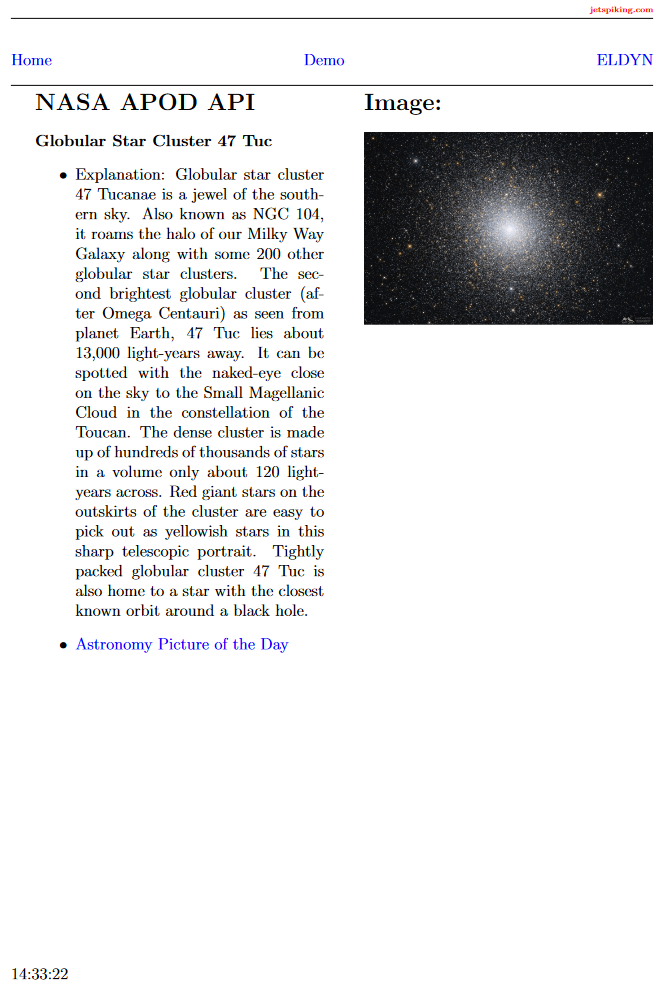 jetspiking.com
Home Demo ELDYN
NASA APOD API
Globular Star Cluster 47 Tuc
• Explanation: Globular star cluster
47 Tucanae is a jewel of the south-
ern sky. Also known as NGC 104,
it roams the halo of our Milky Way
Galaxy along with some 200 other
globular star clusters. The sec-
ond brightest globular cluster (af-
ter Omega Centauri) as seen from
planet Earth, 47 Tuc lies about
13,000 light-years away. It can be
spotted with the naked-eye close
on the sky to the Small Magellanic
Cloud in the constellation of the
Toucan. The dense cluster is made
up of hundreds of thousands of stars
in a volume only about 120 light-
years across. Red giant stars on the
outskirts of the cluster are easy to
pick out as yellowish stars in this
sharp telescopic portrait. Tightly
packed globular cluster 47 Tuc is
also home to a star with the closest
known orbit around a black hole.
• Astronomy Picture of the Day
Image:
14:33:22